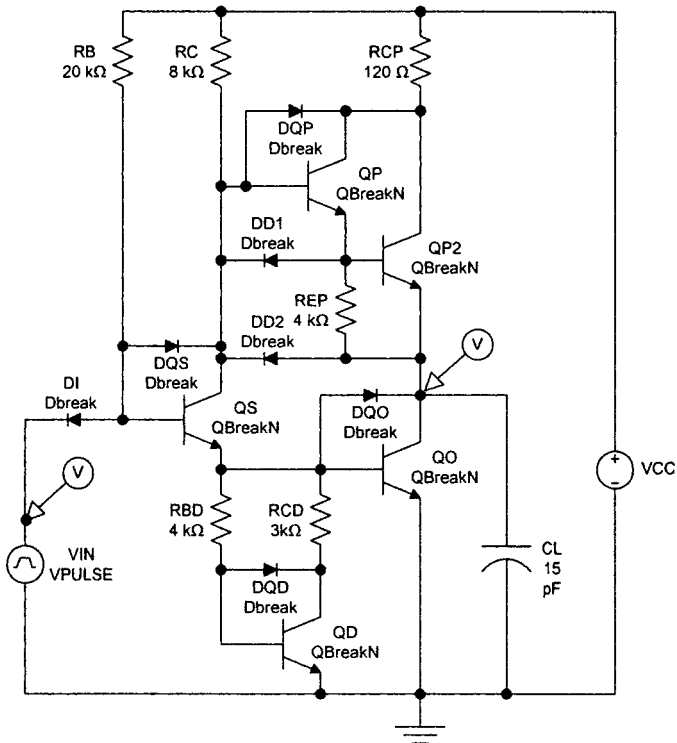 RB
20 kΩ
RC
8 kΩ
RCP
120 Ω
DQP
Dbreak
QP
QBreakN
DD1
Dbreak
QP2
QBreakN
REP
4 kΩ
DD2
Dbreak
V
DQS
Dbreak
DI
Dbreak
QS
QBreakN
DQO
Dbreak
QO
QBreakN
+
−
VCC
V
RBD
4 kΩ
RCD
3kΩ
VIN
VPULSE
CL
15
pF
DQD
Dbreak
QD
QBreakN